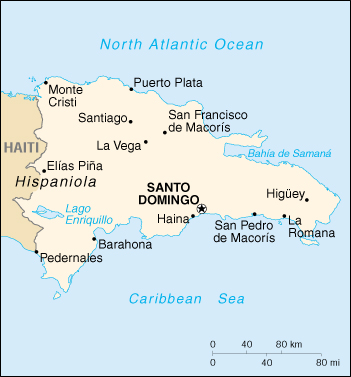 North Atlantic Ocean
Monte
Cristi
Puerto Plata
Santiago
San Francisco
de Macorís
La Vega
HAITI
Elías Piña
Hispaniola
Bahía de Samaná
SANTO
DOMINGO
Higüey
Lago
Enriquillo
Haina
San Pedro
de Macorís
La
Romana
Barahona
Pedernales
Caribbean Sea
0 40 80 km
0 40 80 mi